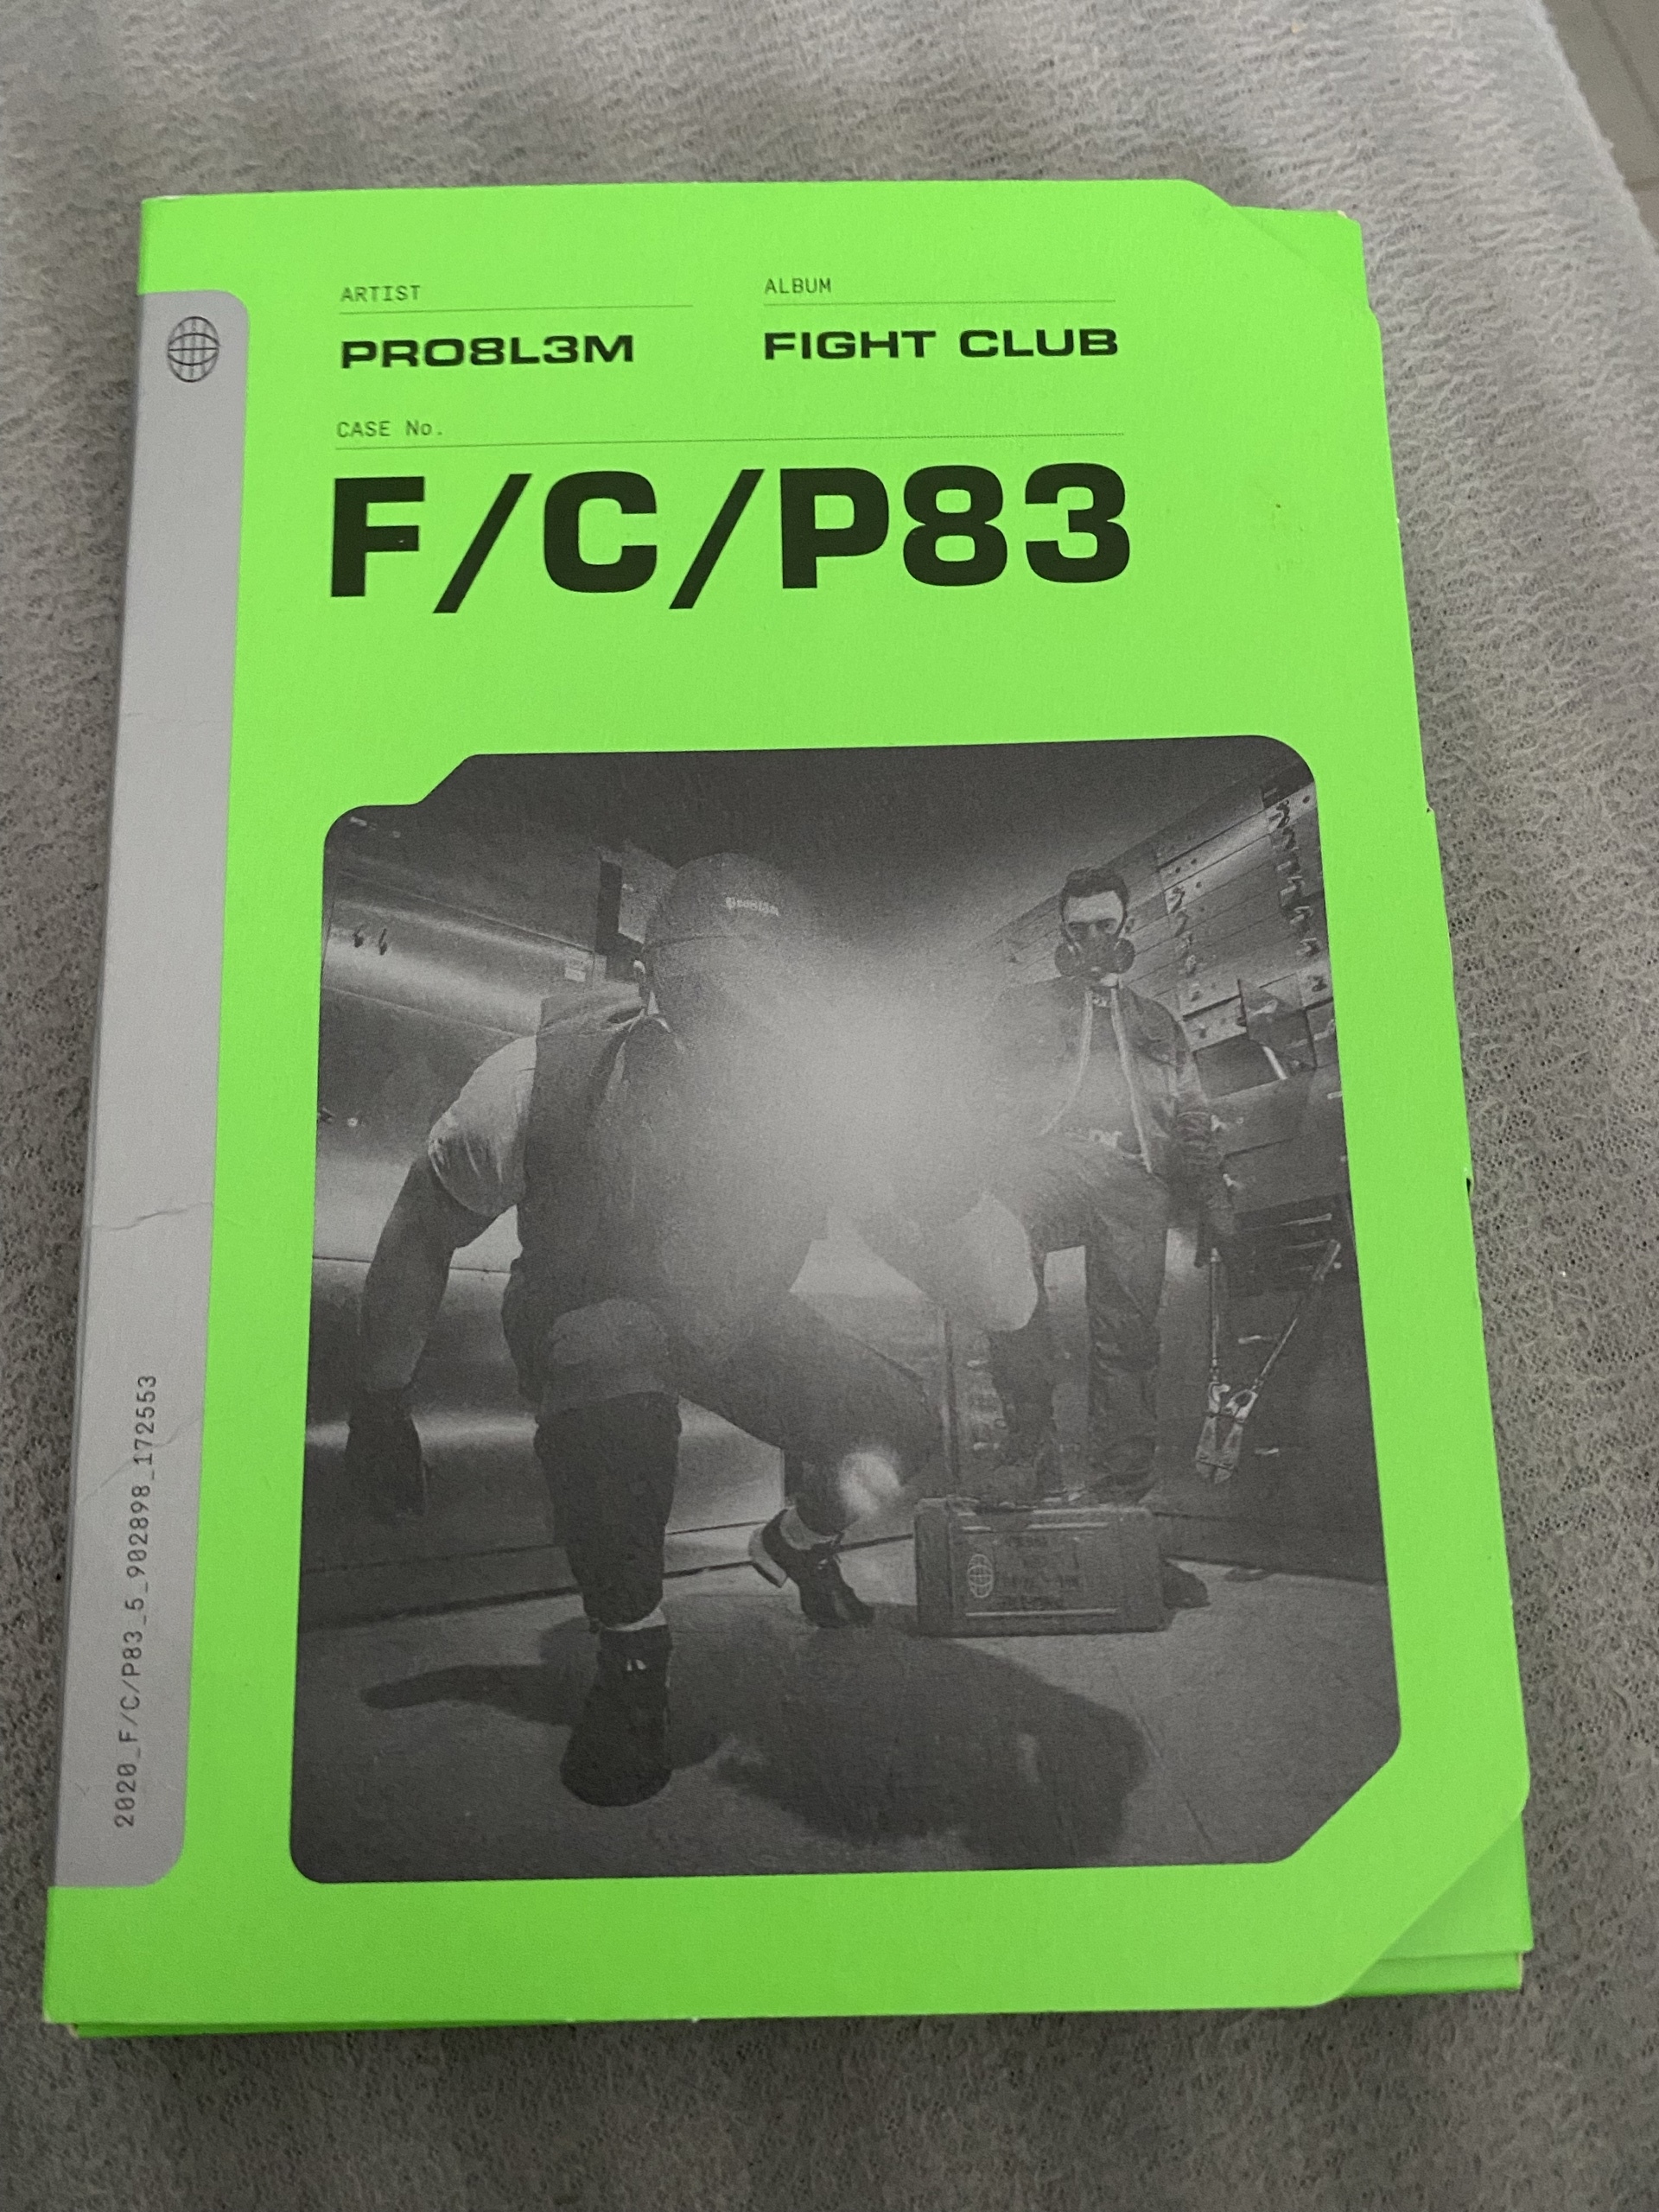 ARTIST
PRO8L3M
ALBUM
FIGHT CLUB
CASE No.
F/C/P83
2020_F/C/P83_5_902898_172553